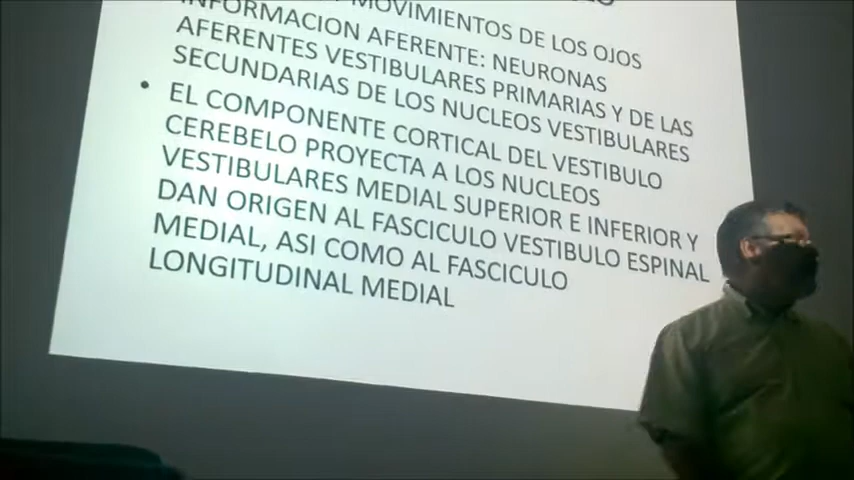 MOVIMIENTOS DE LOS OJOS
INFORMACION AFERENTE: NEURONAS
AFERENTES VESTIBULARES PRIMARIAS Y DE LAS
SECUNDARIAS DE LOS NUCLEOS VESTIBULARES
• EL COMPONENTE CORTICAL DEL VESTIBULO
CEREBELO PROYECTA A LOS NUCLEOS
VESTIBULARES MEDIAL SUPERIOR E INFERIOR Y
DAN ORIGEN AL FASCICULO VESTIBULO ESPINAL
MEDIAL, ASI COMO AL FASCICULO
LONGITUDINAL MEDIAL